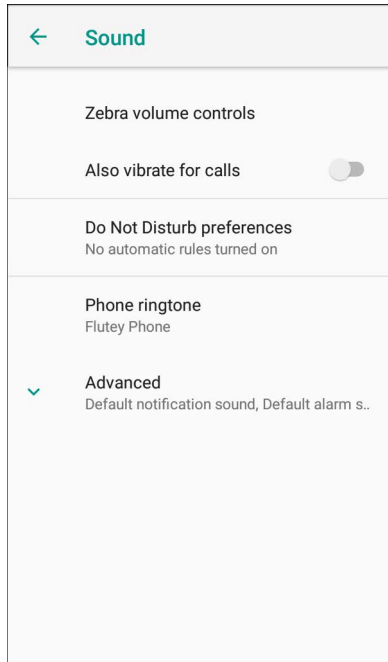 Sound
Zebra volume controls
Also vibrate for calls
Do Not Disturb preferences
No automatic rules turned on
Phone ringtone
Flutey Phone
Advanced
Default notification sound, Default alarm s..